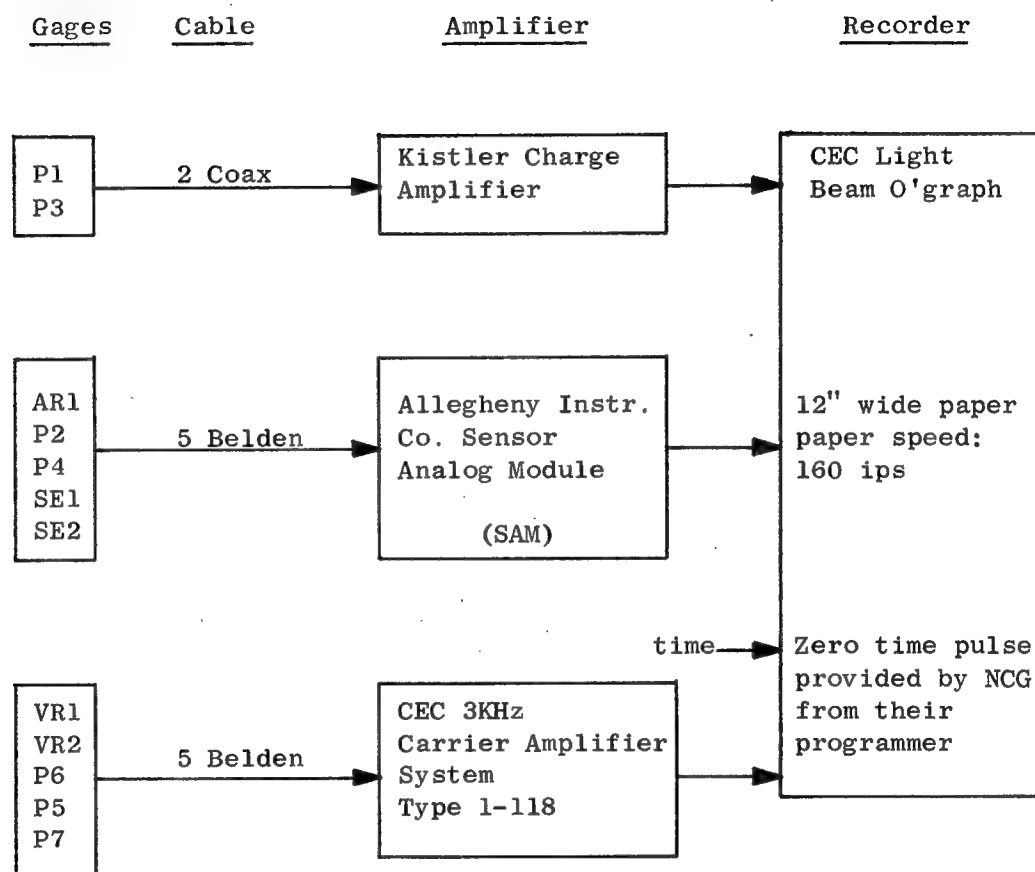 Gages Cable Amplifier Recorder
P1
P3
2 Coax
Kistler Charge
Amplifier
CEC Light
Beam O'graph
AR1
P2
P4
SE1
SE2
5 Belden
Allegheny Instr.
Co. Sensor
Analog Module
(SAM)
12" wide paper
paper speed:
160 ips
time
Zero time pulse
provided by NCG
from their
programmer
VR1
VR2
P6
P5
P7
5 Belden
CEC 3KHz
Carrier Amplifier
System
Type 1-118